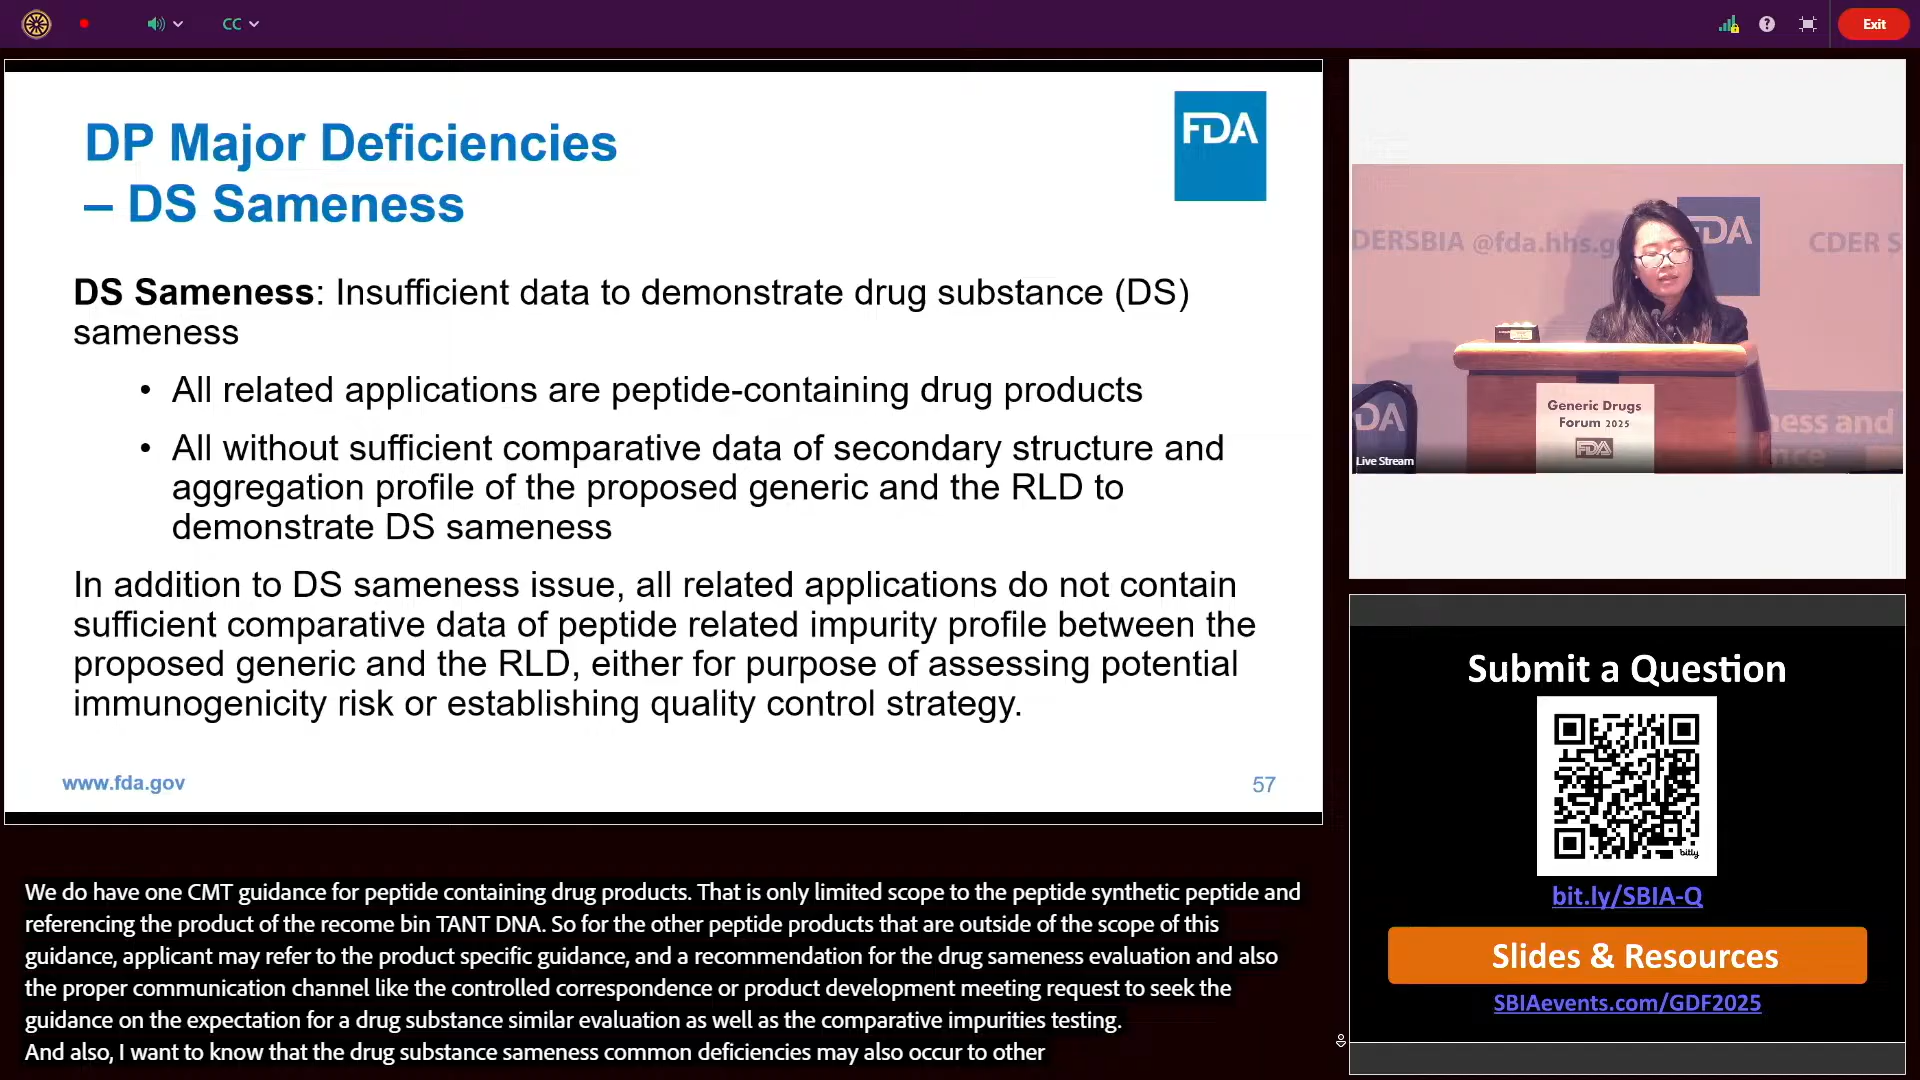 CC
Exit
DP Major Deficiencies
– DS Sameness
FDA
DS Sameness: Insufficient data to demonstrate drug substance (DS)
sameness
• All related applications are peptide-containing drug products
• All without sufficient comparative data of secondary structure and
aggregation profile of the proposed generic and the RLD to
demonstrate DS sameness
In addition to DS sameness issue, all related applications do not contain
sufficient comparative data of peptide related impurity profile between the
proposed generic and the RLD, either for purpose of assessing potential
immunogenicity risk or establishing quality control strategy.
www.fda.gov
57
DERSBIA @fda.hhs.g
FDA
CDER S
DA
Generic Drugs
Forum 2025
FDA
ness and
nce
Live Stream
Submit a Question
bitly
bit.ly/SBIA-Q
Slides & Resources
SBIAevents.com/GDF2025
We do have one CMT guidance for peptide containing drug products. That is only limited scope to the peptide synthetic peptide and
referencing the product of the recome bin TANT DNA. So for the other peptide products that are outside of the scope of this
guidance, applicant may refer to the product specific guidance, and a recommendation for the drug sameness evaluation and also
the proper communication channel like the controlled correspondence or product development meeting request to seek the
guidance on the expectation for a drug substance similar evaluation as well as the comparative impurities testing.
And also, I want to know that the drug substance sameness common deficiencies may also occur to other